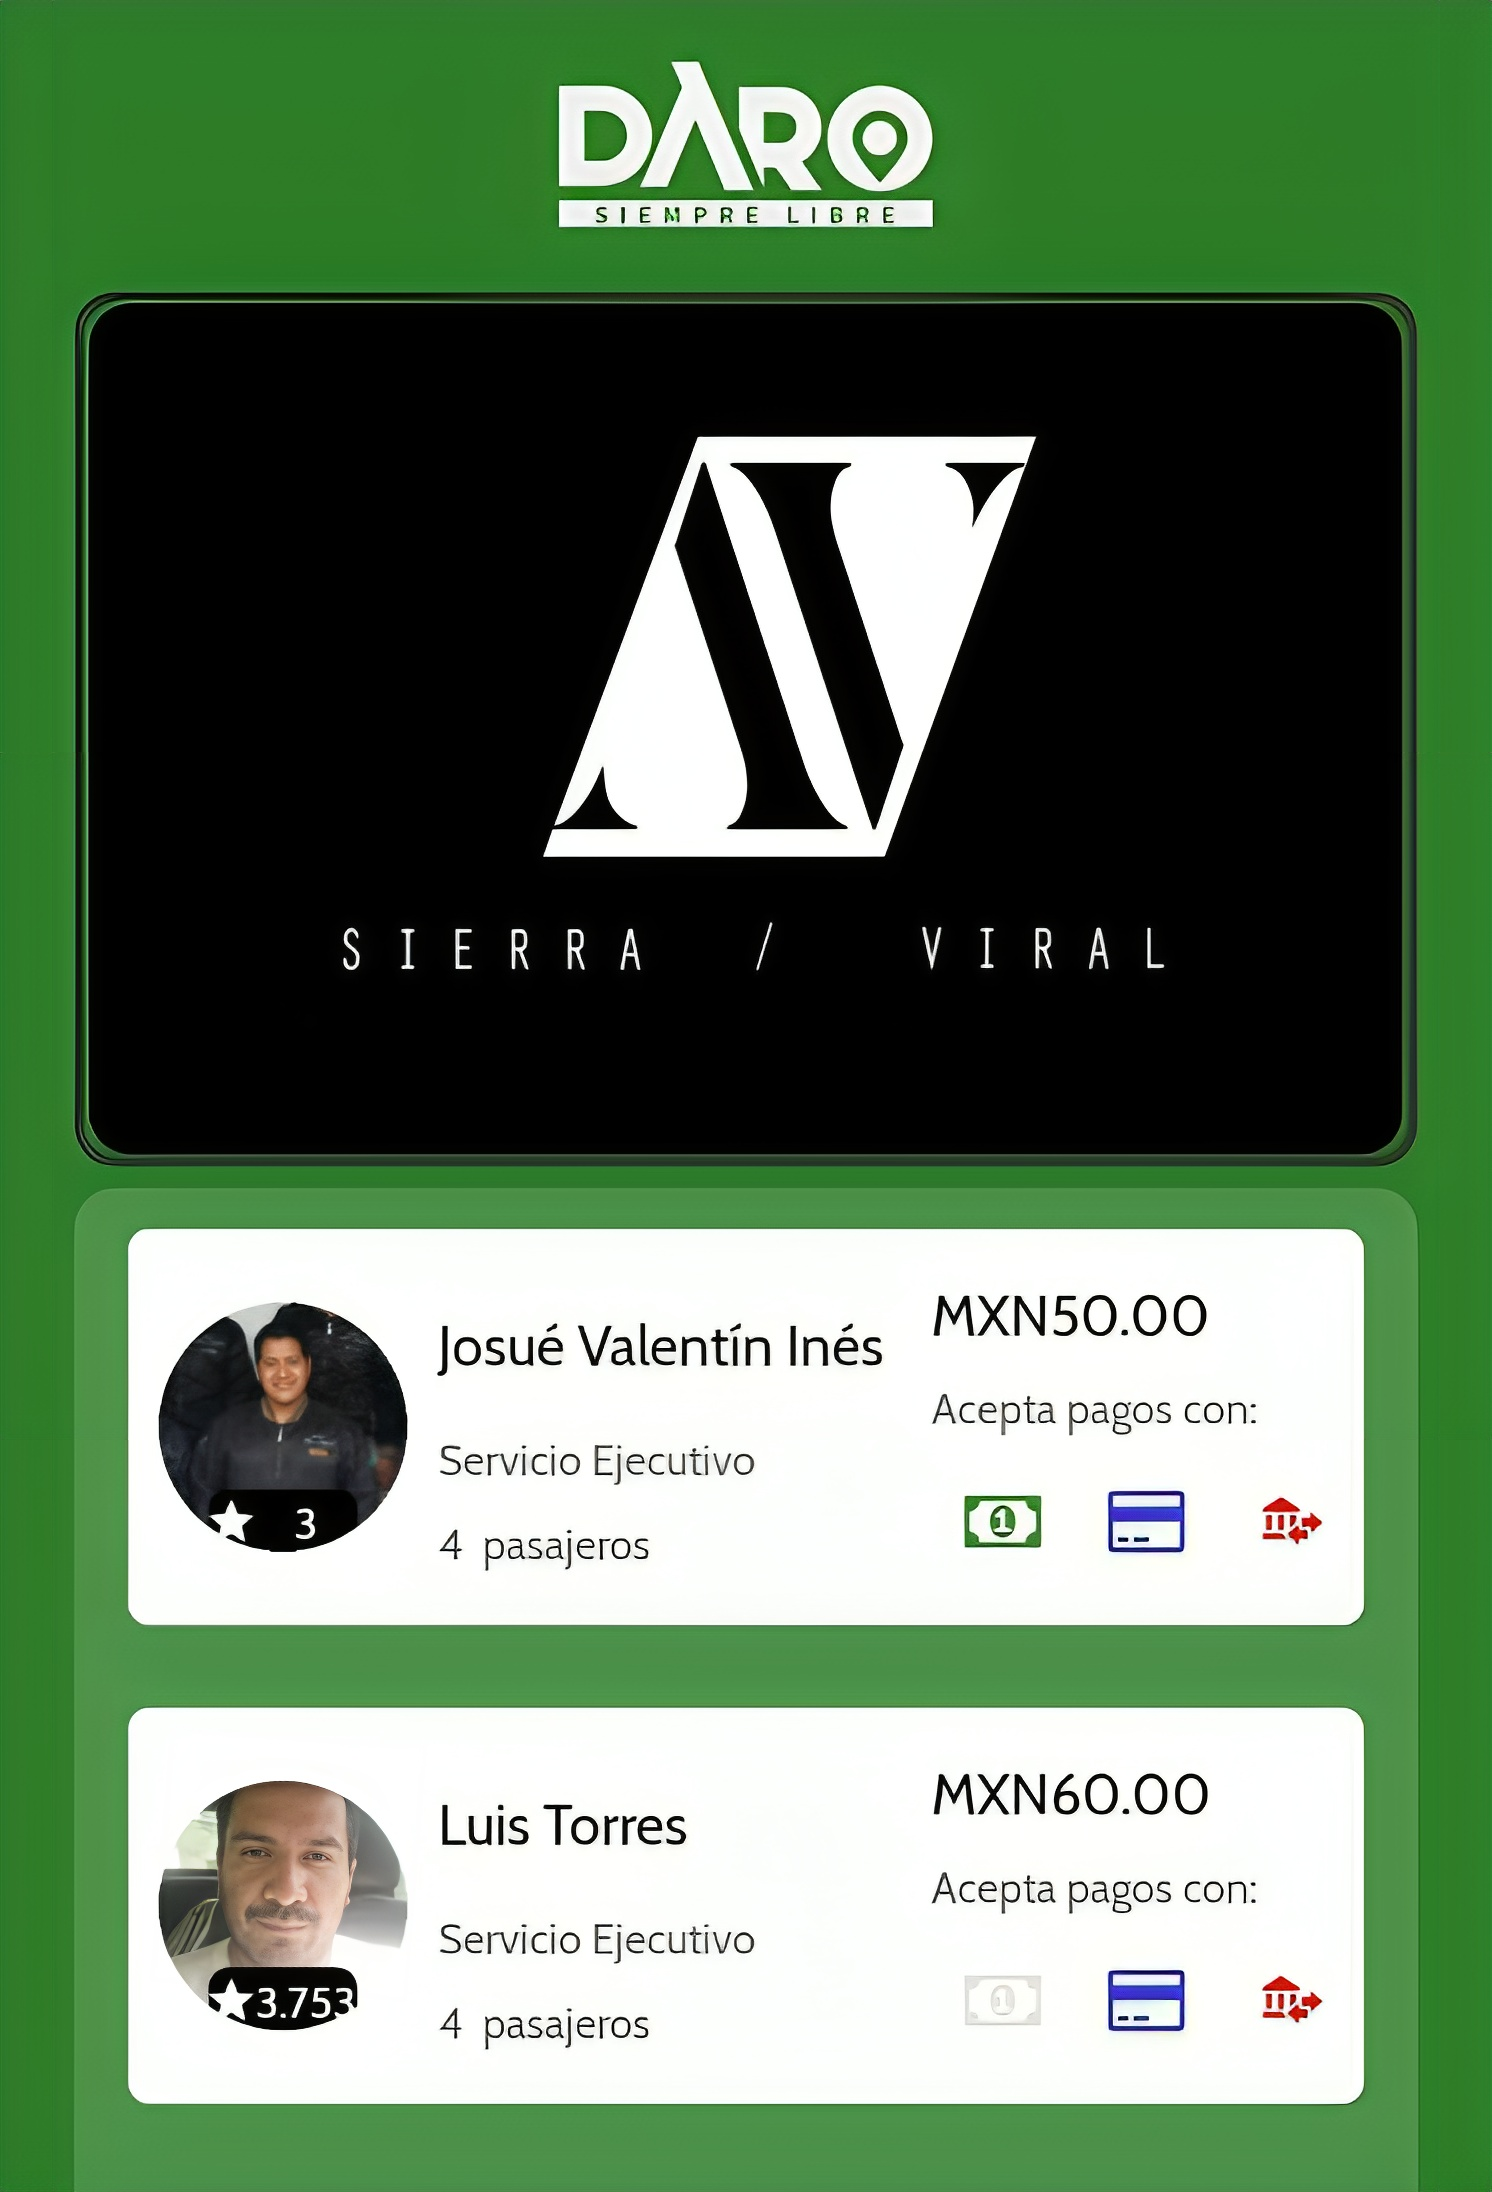 DARO
SIEMPRE LIBRE
SIERRA / VIRAL
Josué Valentín Inés
MXN50.00
Acepta pagos con:
Servicio Ejecutivo
1
3
4 pasajeros
Luis Torres
MXN60.00
Acepta pagos con:
Servicio Ejecutivo
1
3.753
4 pasajeros